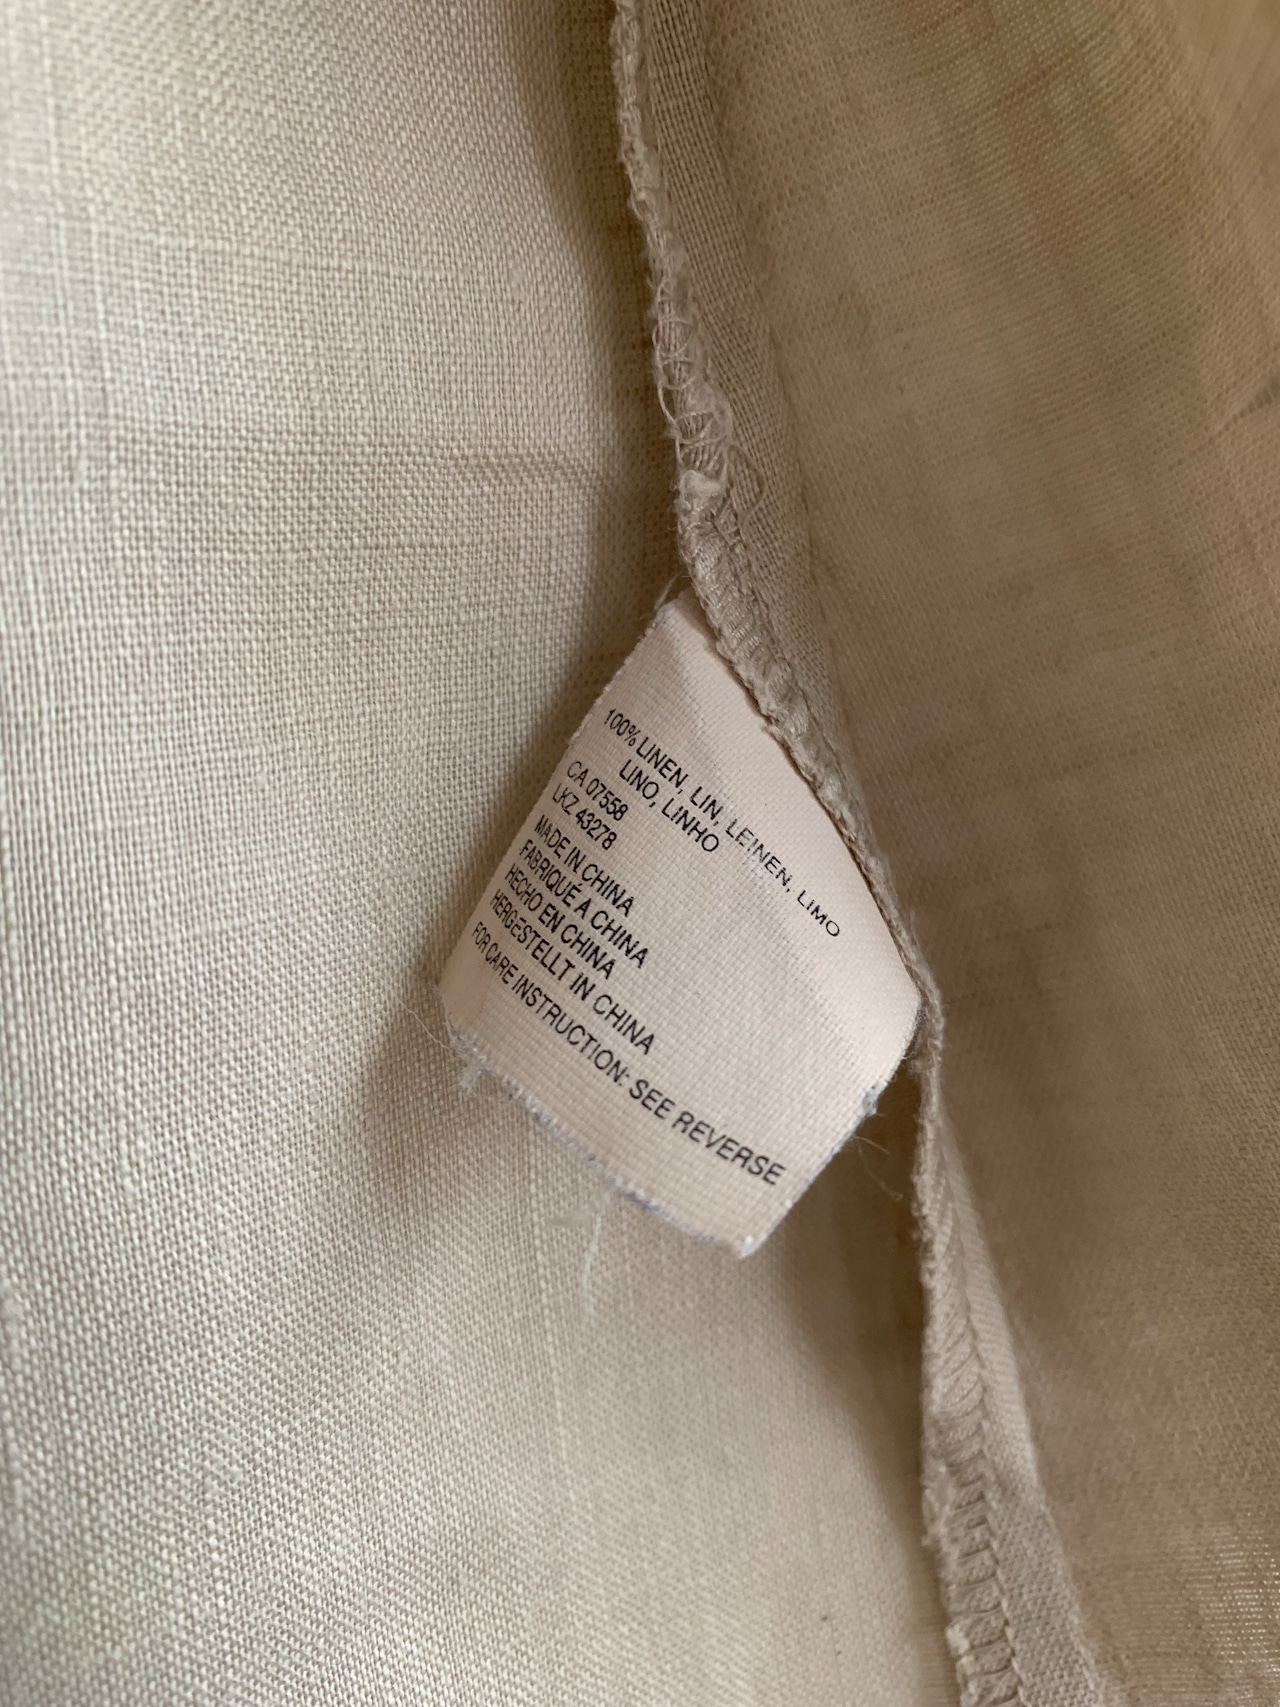 100% LINEN, LIN, LEINEN, LIMO
LINO, LINHO
CA 07558
LKZ 43278
MADE IN CHINA
FABRIQUÉ A CHINA
HECHO EN CHINA
HERGESTELLT IN CHINA
FOR CARE INSTRUCTION: SEE REVERSE